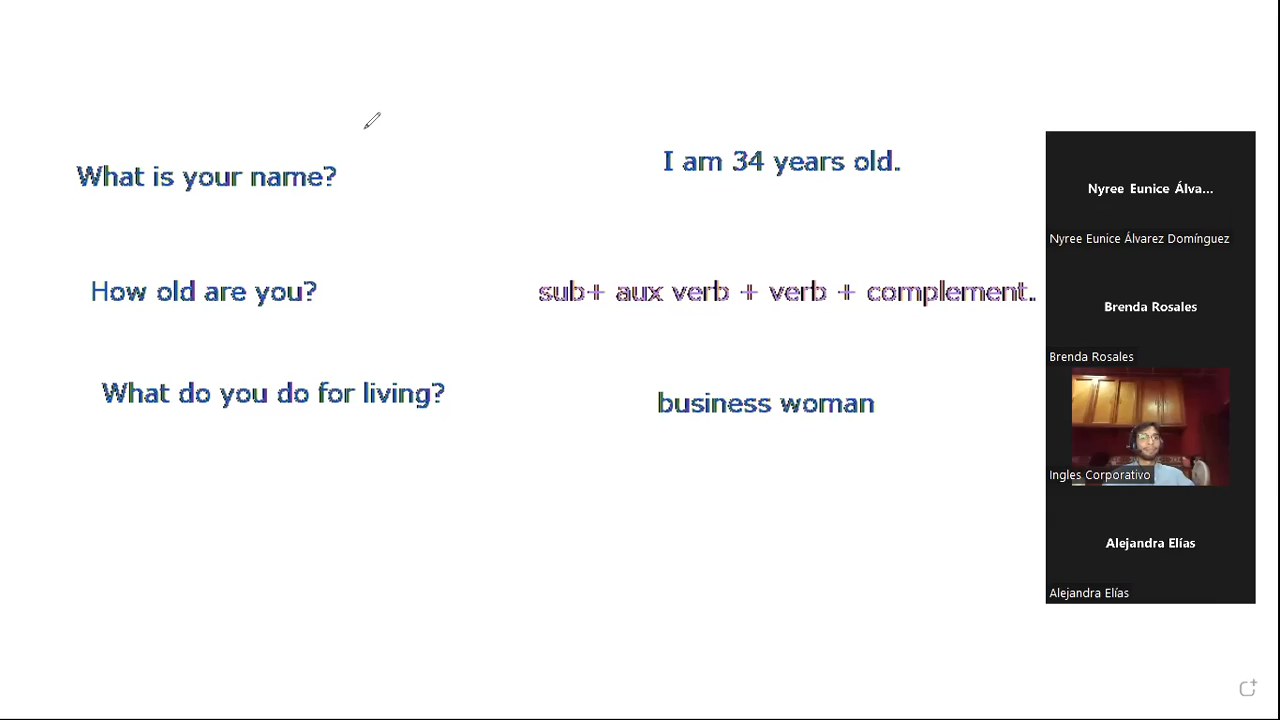 What is your name?
I am 34 years old.
How old are you?
sub+ aux verb + verb + complement.
What do you do for living?
business woman
Nyree Eunice Álva...
Nyree Eunice Álvarez Domínguez
Brenda Rosales
Brenda Rosales
Ingles Corporativo
Alejandra Elías
Alejandra Elías